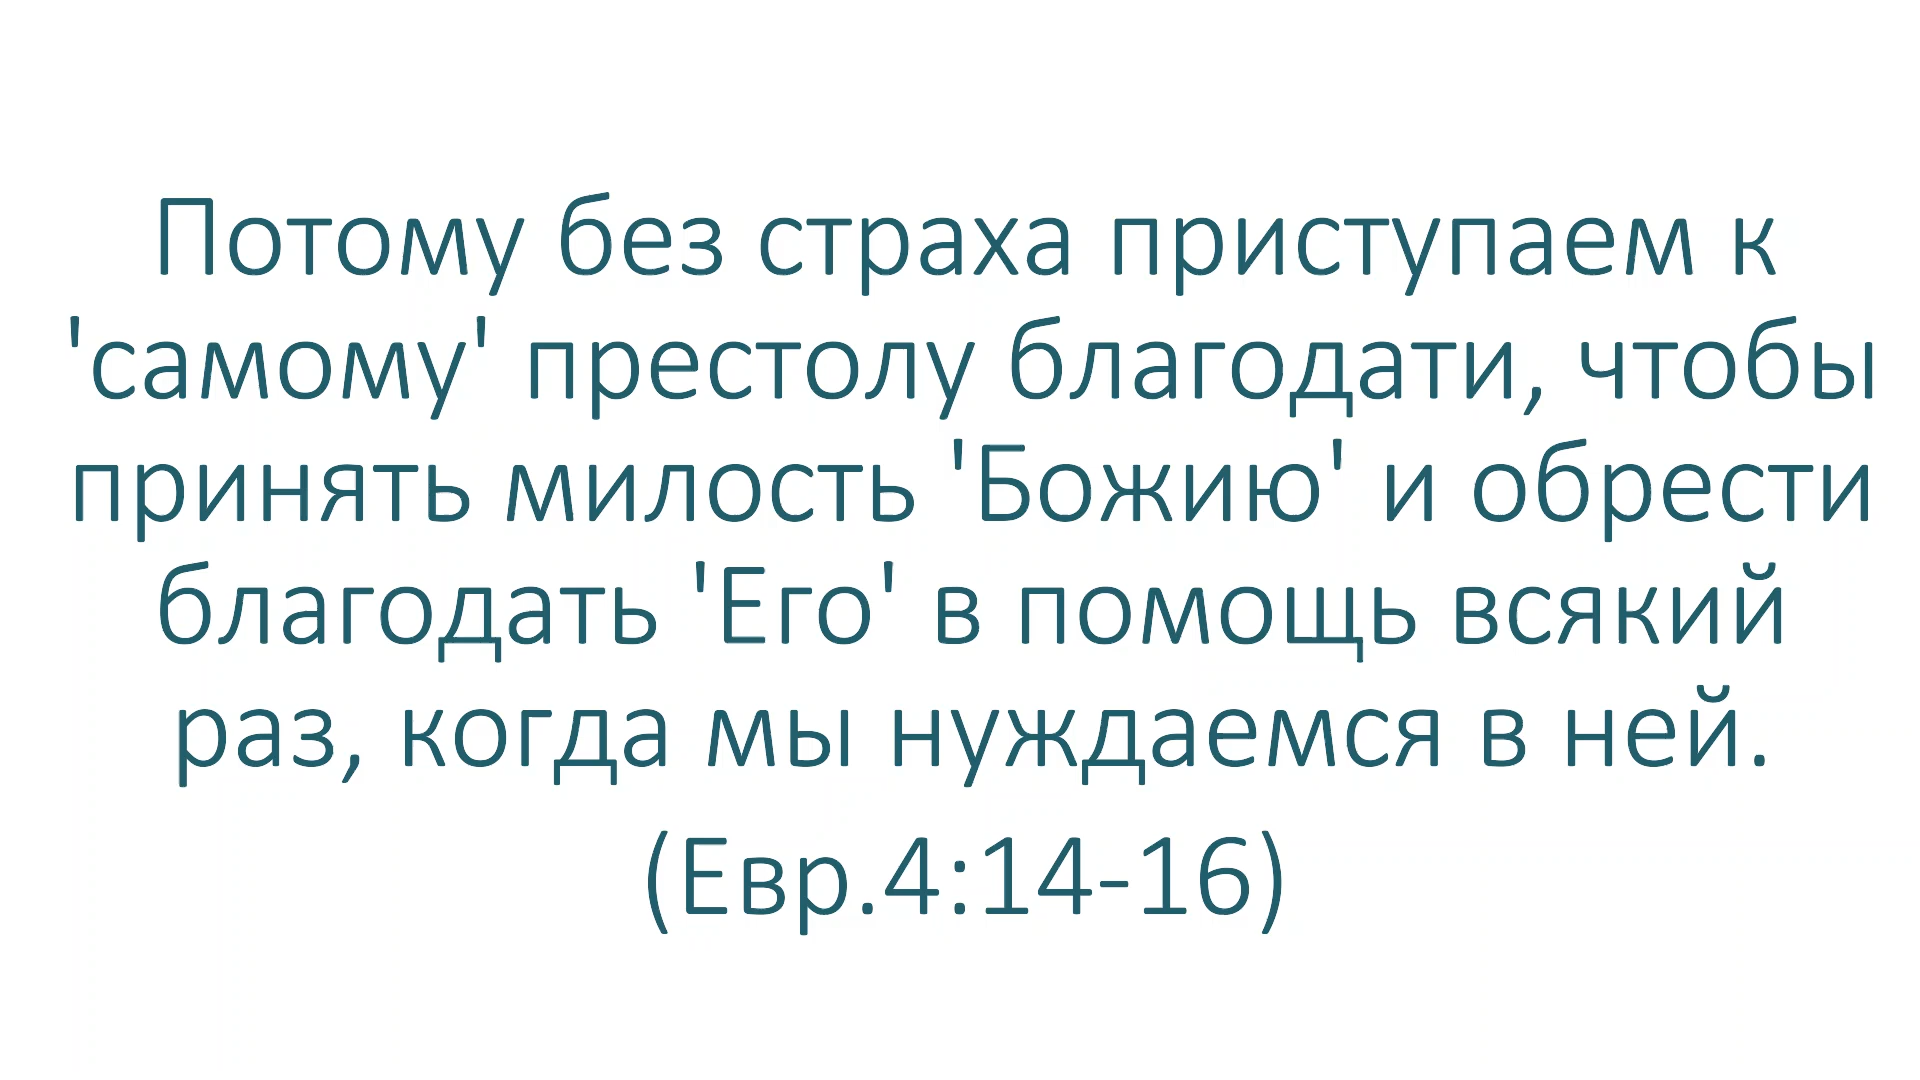 Потому без страха приступаем к
'самому' престолу благодати, чтобы
принять милость 'Божию' и обрести
благодать 'Его' в помощь всякий
раз, когда мы нуждаемся в ней.
(Евр.4:14-16)